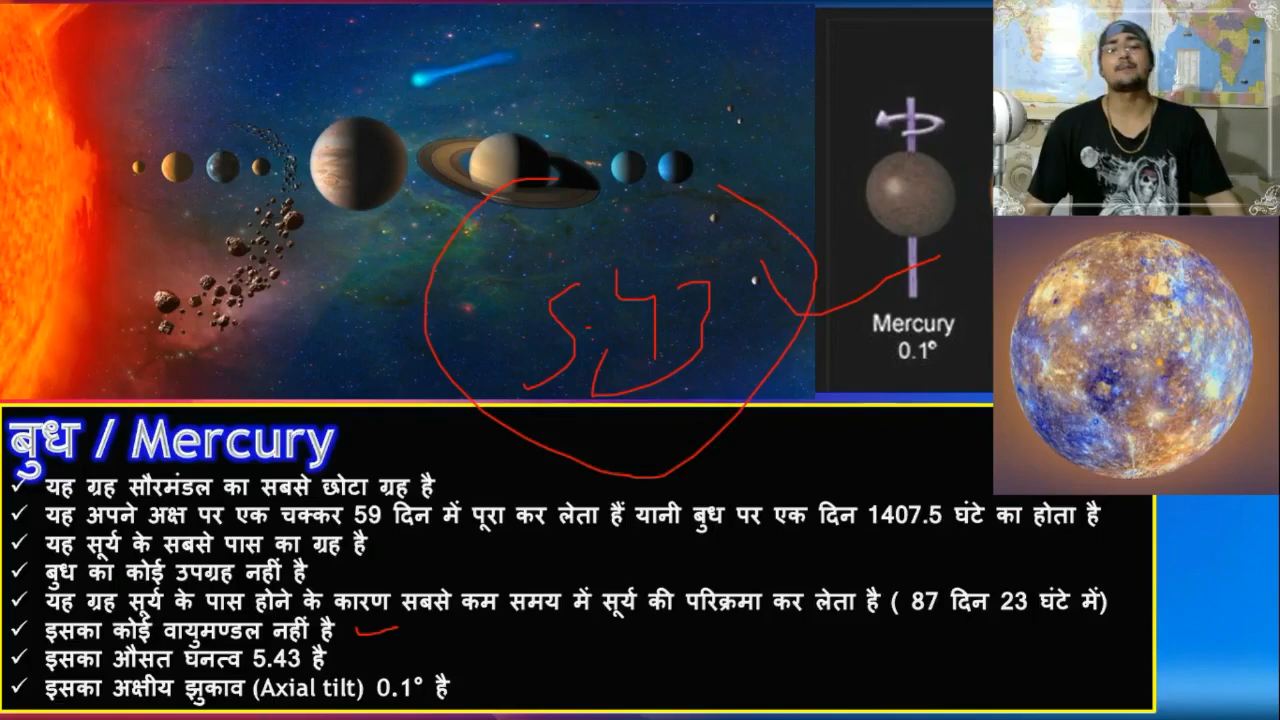 5.43
Mercury
0.1°
बुध / Mercury
✓ यह ग्रह सौरमंडल का सबसे छोटा ग्रह है
✓ यह अपने अक्ष पर एक चक्कर 59 दिन में पूरा कर लेता हैं यानी बुध पर एक दिन 1407.5 घंटे का होता है
✓ यह सूर्य के सबसे पास का ग्रह है
✓ बुध का कोई उपग्रह नहीं है
✓ यह ग्रह सूर्य के पास होने के कारण सबसे कम समय में सूर्य की परिक्रमा कर लेता है ( 87 दिन 23 घंटे में)
✓ इसका कोई वायुमण्डल नहीं है
✓ इसका औसत घनत्व 5.43 है
✓ इसका अक्षीय झुकाव (Axial tilt) 0.1° है